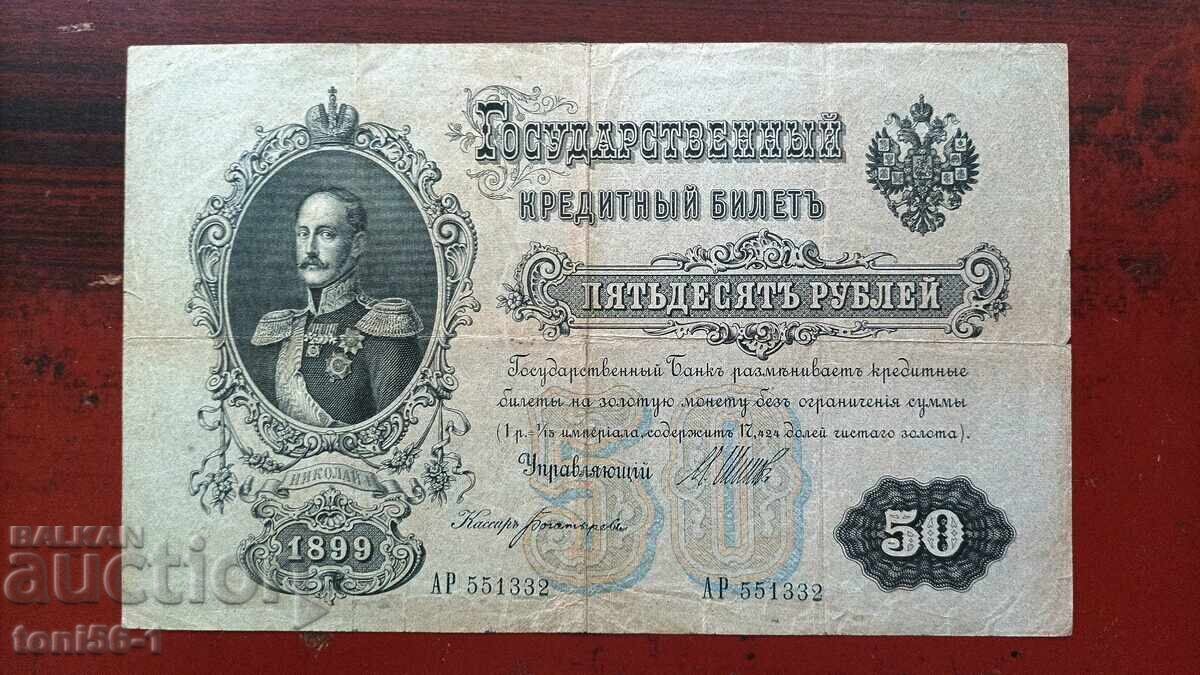 Государственный
кредитный билетъ
пятьдесятъ рублей
Государственный Банкъ размѣниваетъ кредитные
билеты на золотую монету безъ ограниченія суммы
(1 р.=1/15 имперіала, содержитъ 17,424 долей чистаго золота).
Управляющій
Кассиръ
НИКОЛАЙ I
1899
50
50
АР 551332
АР 551332
BALKAN
auction
toni56-1